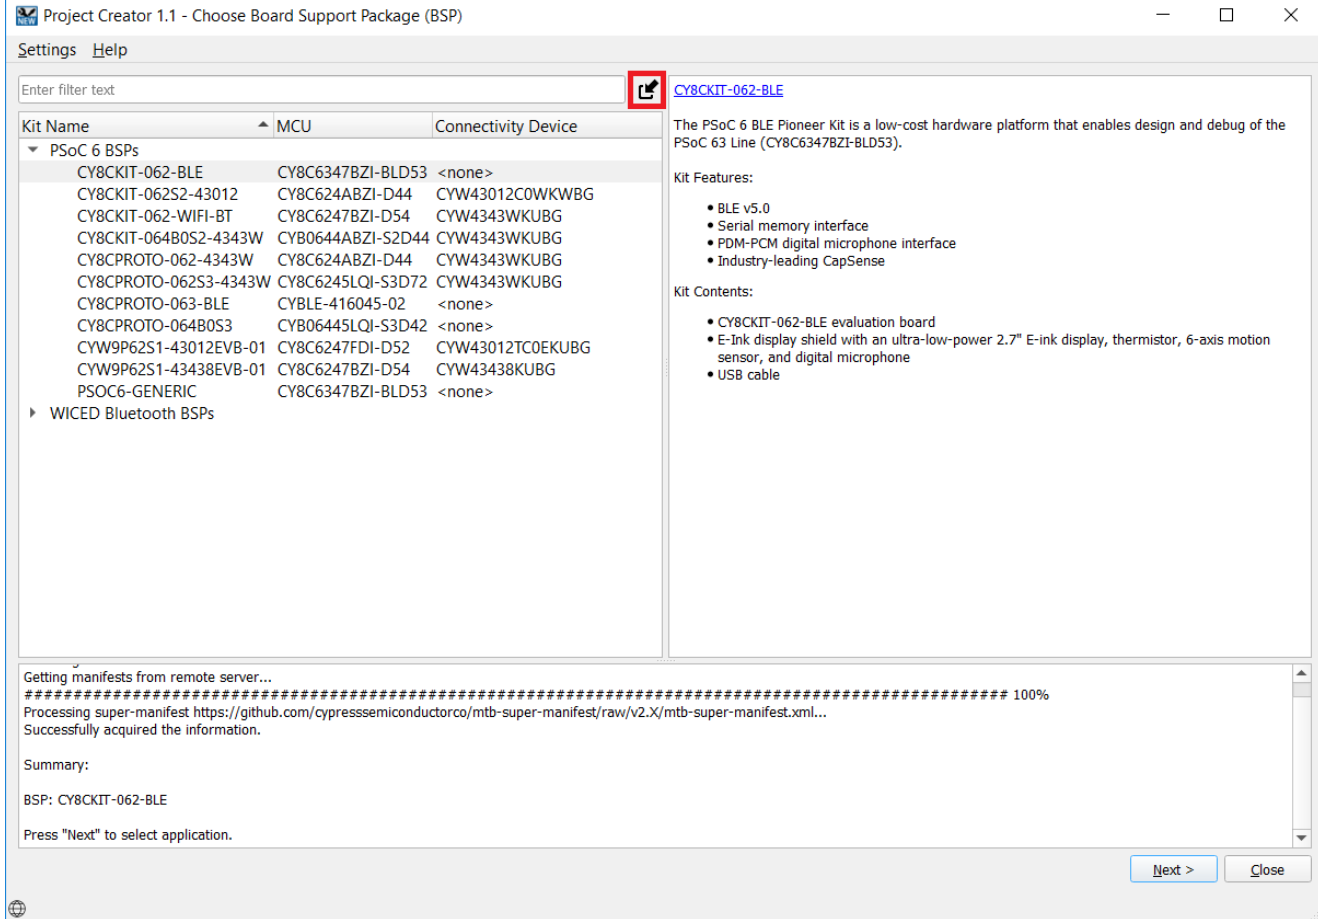 Project Creator 1.1 - Choose Board Support Package (BSP)
Settings Help
Enter filter text
Kit Name MCU Connectivity Device
PSoC 6 BSPs
CY8CKIT-062-BLE CY8C6347BZI-BLD53 <none>
CY8CKIT-062S2-43012 CY8C624ABZI-D44 CYW43012C0WKWBG
CY8CKIT-062-WIFI-BT CY8C6247BZI-D54 CYW4343WKUBG
CY8CKIT-064B0S2-4343W CYB0644ABZI-S2D44 CYW4343WKUBG
CY8CPROTO-062-4343W CY8C624ABZI-D44 CYW4343WKUBG
CY8CPROTO-062S3-4343W CY8C6245LQI-S3D72 CYW4343WKUBG
CY8CPROTO-063-BLE CYBLE-416045-02 <none>
CY8CPROTO-064B0S3 CYB06445LQI-S3D42 <none>
CYW9P62S1-43012EVB-01 CY8C6247FDI-D52 CYW43012TC0EKUBG
CYW9P62S1-43438EVB-01 CY8C6247BZI-D54 CYW43438KUBG
PSOC6-GENERIC CY8C6347BZI-BLD53 <none>
WICED Bluetooth BSPs
CY8CKIT-062-BLE
The PSoC 6 BLE Pioneer Kit is a low-cost hardware platform that enables design and debug of the
PSoC 63 Line (CY8C6347BZI-BLD53).
Kit Features:
• BLE v5.0
• Serial memory interface
• PDM-PCM digital microphone interface
• Industry-leading CapSense
Kit Contents:
• CY8CKIT-062-BLE evaluation board
• E-Ink display shield with an ultra-low-power 2.7" E-ink display, thermistor, 6-axis motion
sensor, and digital microphone
• USB cable
Getting manifests from remote server...
#################################################################################################### 100%
Processing super-manifest https://github.com/cypresssemiconductorco/mtb-super-manifest/raw/v2.X/mtb-super-manifest.xml...
Successfully acquired the information.
Summary:
BSP: CY8CKIT-062-BLE
Press "Next" to select application.
Next > Close